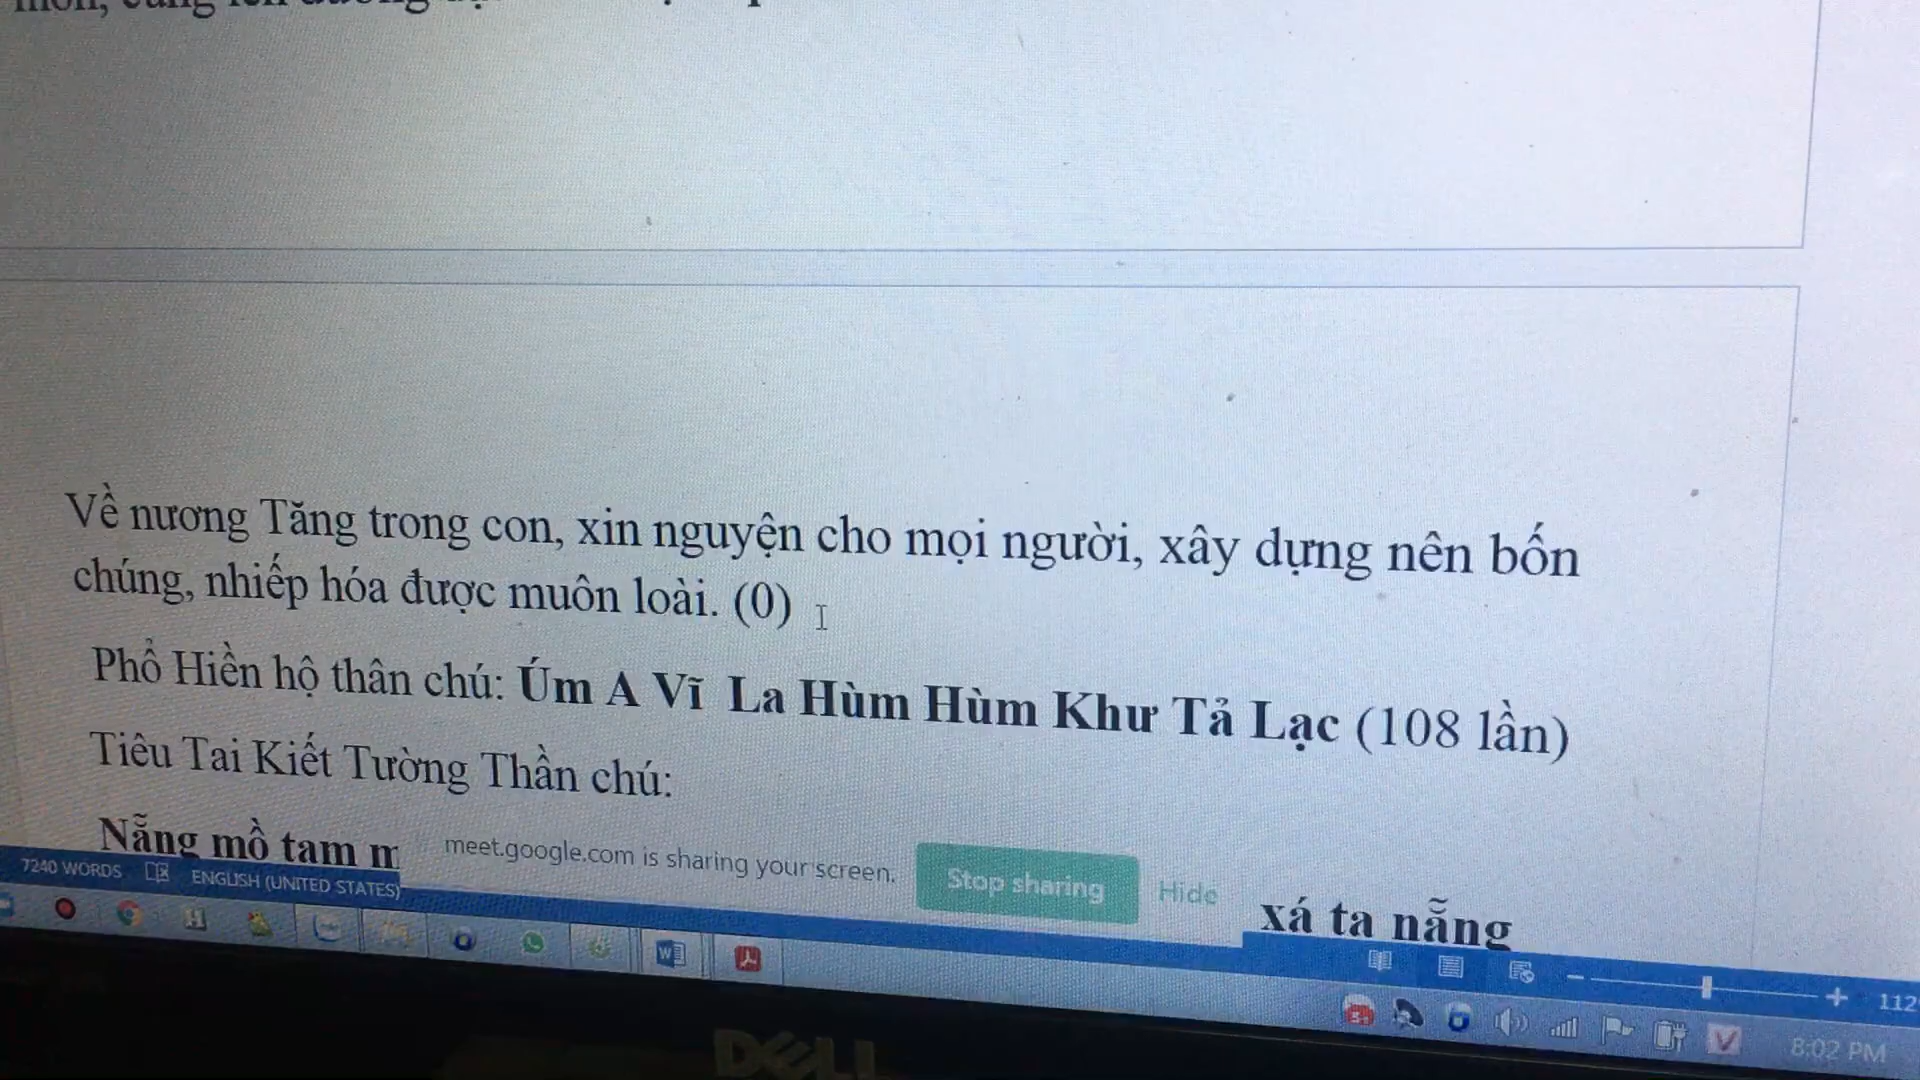 Về nương Tăng trong con, xin nguyện cho mọi người, xây dựng nên bốn
chúng, nhiếp hóa được muôn loài. (0)
Phổ Hiền hộ thân chú: Úm A Vĩ La Hùm Hùm Khư Tả Lạc (108 lần)
Tiêu Tai Kiết Tường Thần chú:
Nẵng mồ tam
meet.google.com is sharing your screen.
Stop sharing
Hide
xá ta nẵng
7240 WORDS
ENGLISH (UNITED STATES)
112
8:02 PM
DELL